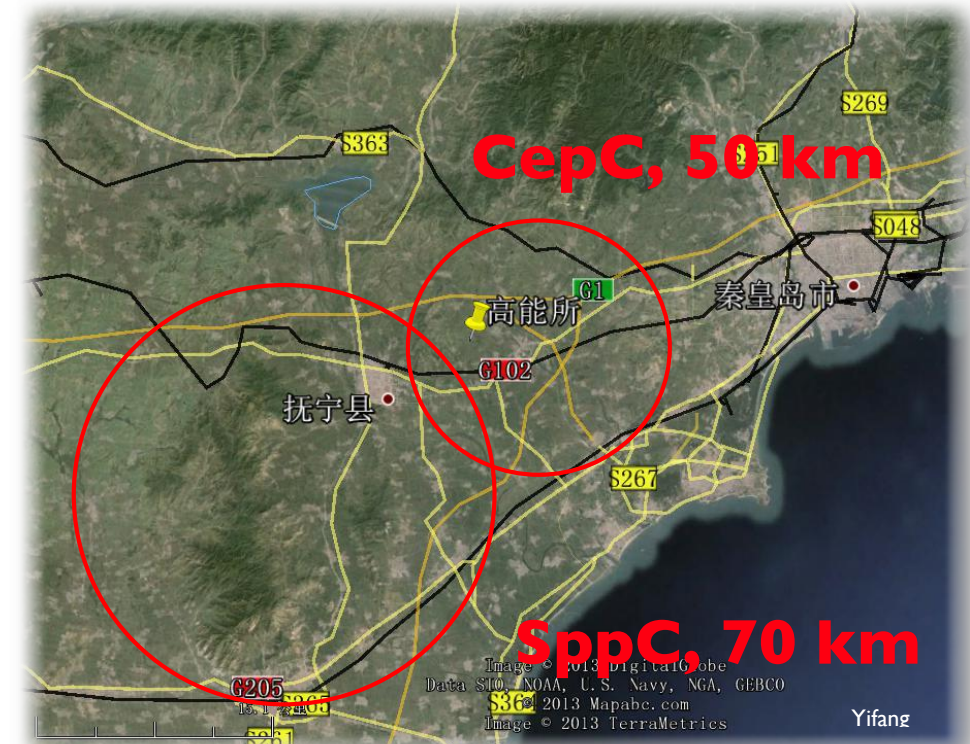 S269
S363
CepC, 50 km
S048
G1
秦皇岛市
高能所
G102
抚宁县
S267
SppC, 70 km
Image © 2013 DigitalGlobe
Data SIO, NOAA, U.S. Navy, NGA, GEBCO
G205
© 2013 Mapabc.com
Image © 2013 TerraMetrics
Yifang